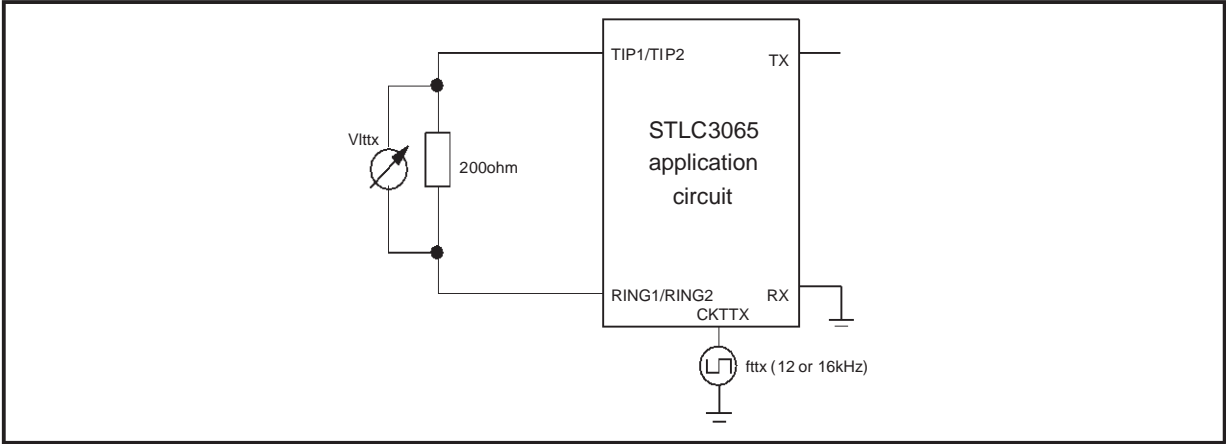 TIP1/TIP2
TX
Vlttx
STLC3065
application
circuit
200ohm
RING1/RING2
RX
CKTTX
fttx (12 or 16kHz)